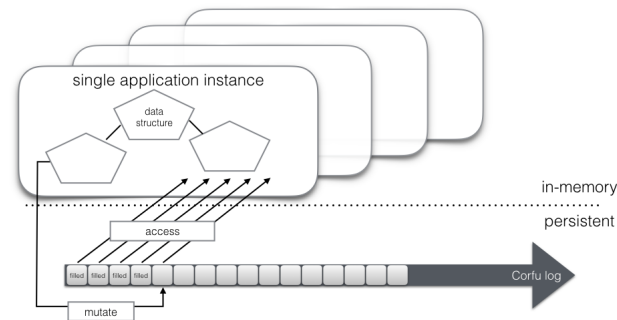 single application instance
data
structure
in-memory
persistent
access
filled filled filled filled
Corfu log
mutate